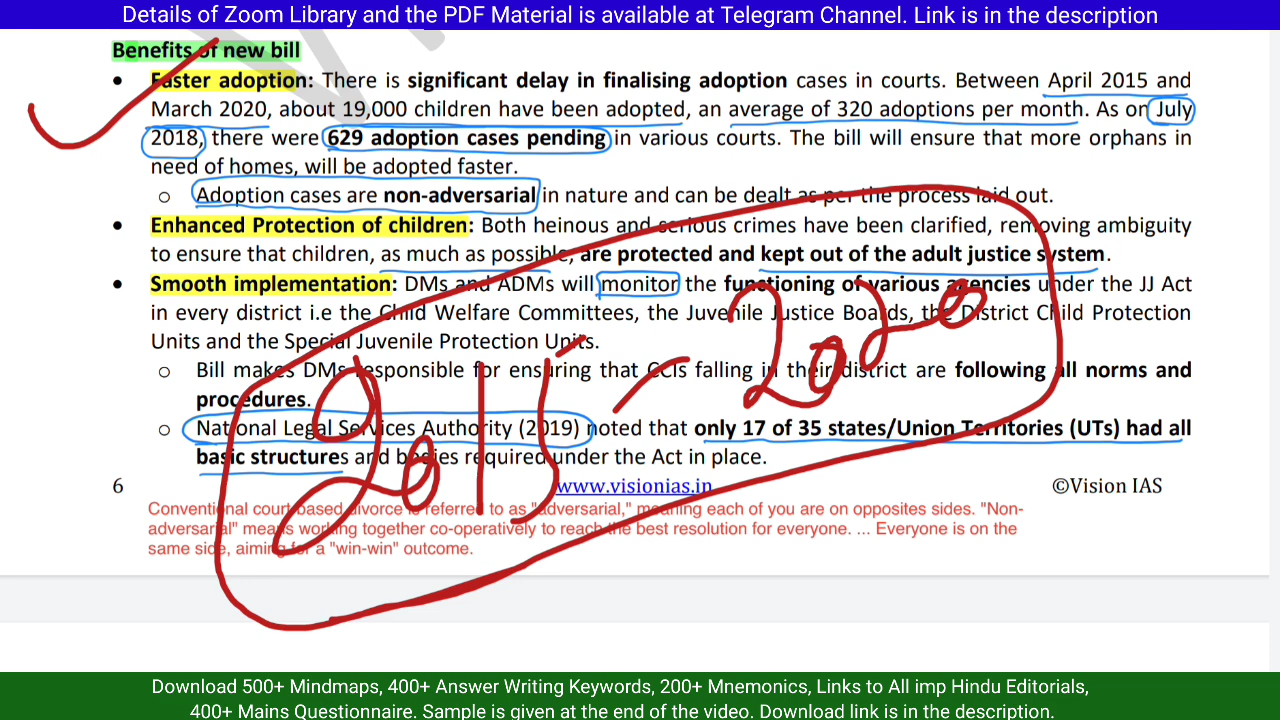 Details of Zoom Library and the PDF Material is available at Telegram Channel. Link is in the description
Benefits of new bill
• Faster adoption: There is significant delay in finalising adoption cases in courts. Between April 2015 and
March 2020, about 19,000 children have been adopted, an average of 320 adoptions per month. As on July
2018, there were 629 adoption cases pending in various courts. The bill will ensure that more orphans in
need of homes, will be adopted faster.
o Adoption cases are non-adversarial in nature and can be dealt as per the process laid out.
• Enhanced Protection of children: Both heinous and serious crimes have been clarified, removing ambiguity
to ensure that children, as much as possible, are protected and kept out of the adult justice system.
• Smooth implementation: DMs and ADMs will monitor the functioning of various agencies under the JJ Act
in every district i.e the Child Welfare Committees, the Juvenile Justice Boards, the District Child Protection
Units and the Special Juvenile Protection Units.
o Bill makes DMs responsible for ensuring that CCIs falling in their district are following all norms and
procedures.
o National Legal Services Authority (2019) noted that only 17 of 35 states/Union Territories (UTs) had all
basic structures and bodies required under the Act in place.
2015 - 2020
6 www.visionias.in ©Vision IAS
Conventional court-based divorce is referred to as "adversarial," meaning each of you are on opposites sides. "Non-
adversarial" means working together co-operatively to reach the best resolution for everyone. ... Everyone is on the
same side, aiming for a "win-win" outcome.
Download 500+ Mindmaps, 400+ Answer Writing Keywords, 200+ Mnemonics, Links to All imp Hindu Editorials,
400+ Mains Questionnaire. Sample is given at the end of the video. Download link is in the description.